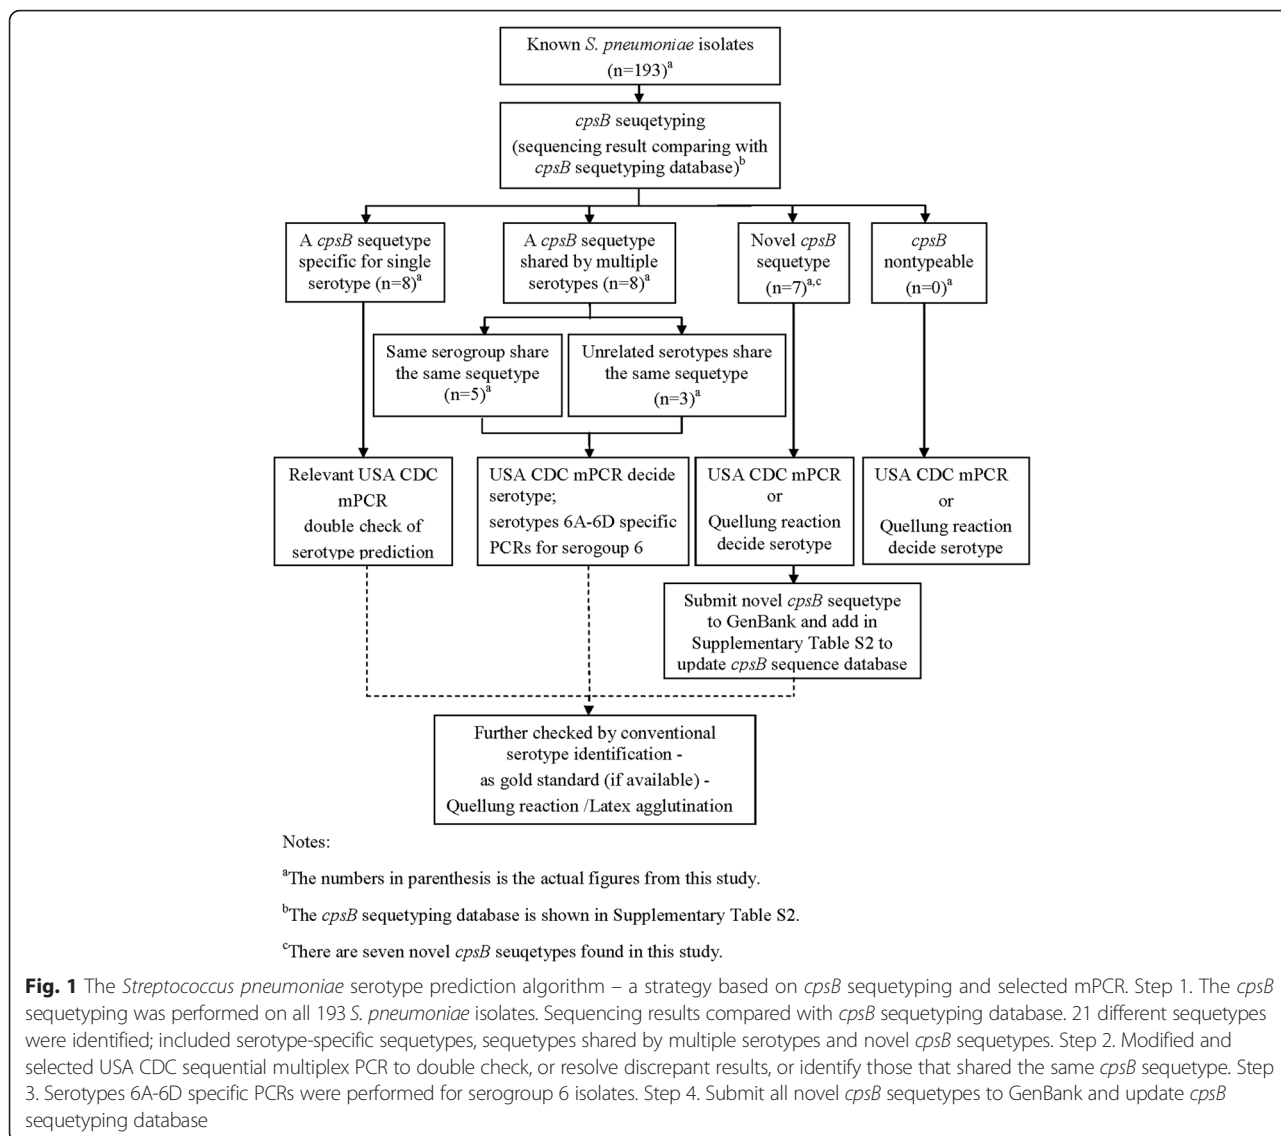 Known S. pneumoniae isolates
(n=193)a
cpsB seuqetyping
(sequencing result comparing with
cpsB sequetyping database)b
A cpsB sequetype
specific for single
serotype (n=8)a
A cpsB sequetype
shared by multiple
serotypes (n=8)a
Novel cpsB
sequetype
(n=7)a,c
cpsB
nontypeable
(n=0)a
Same serogroup share
the same sequetype
(n=5)a
Unrelated serotypes share
the same sequetype
(n=3)a
Relevant USA CDC
mPCR
double check of
serotype prediction
USA CDC mPCR decide
serotype;
serotypes 6A-6D specific
PCRs for serogoup 6
USA CDC mPCR
or
Quellung reaction
decide serotype
USA CDC mPCR
or
Quellung reaction
decide serotype
Submit novel cpsB sequetype
to GenBank and add in
Supplementary Table S2 to
update cpsB sequence database
Further checked by conventional
serotype identification -
as gold standard (if available) -
Quellung reaction /Latex agglutination
Notes:
aThe numbers in parenthesis is the actual figures from this study.
bThe cpsB sequetyping database is shown in Supplementary Table S2.
cThere are seven novel cpsB seuqetypes found in this study.
Fig. 1 The Streptococcus pneumoniae serotype prediction algorithm – a strategy based on cpsB sequetyping and selected mPCR. Step 1. The cpsB
sequetyping was performed on all 193 S. pneumoniae isolates. Sequencing results compared with cpsB sequetyping database. 21 different sequetypes
were identified; included serotype-specific sequetypes, sequetypes shared by multiple serotypes and novel cpsB sequetypes. Step 2. Modified and
selected USA CDC sequential multiplex PCR to double check, or resolve discrepant results, or identify those that shared the same cpsB sequetype. Step
3. Serotypes 6A-6D specific PCRs were performed for serogroup 6 isolates. Step 4. Submit all novel cpsB sequetypes to GenBank and update cpsB
sequetyping database